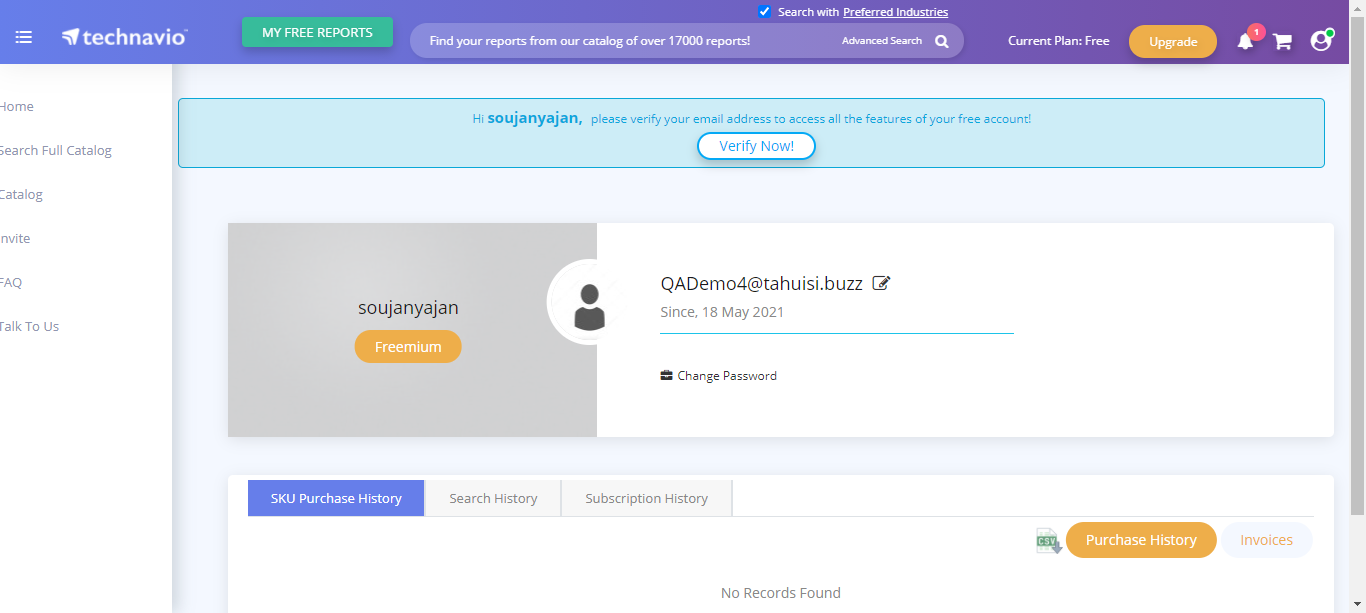 Search with Preferred Industries
technavio
MY FREE REPORTS
Find your reports from our catalog of over 17000 reports!
Advanced Search
Current Plan: Free
Upgrade
1
Home
Search Full Catalog
Catalog
Invite
FAQ
Talk To Us
Hi soujanyajan, please verify your email address to access all the features of your free account!
Verify Now!
soujanyajan
Freemium
QADemo4@tahuisi.buzz
Since, 18 May 2021
Change Password
SKU Purchase History
Search History
Subscription History
CSV
Purchase History
Invoices
No Records Found